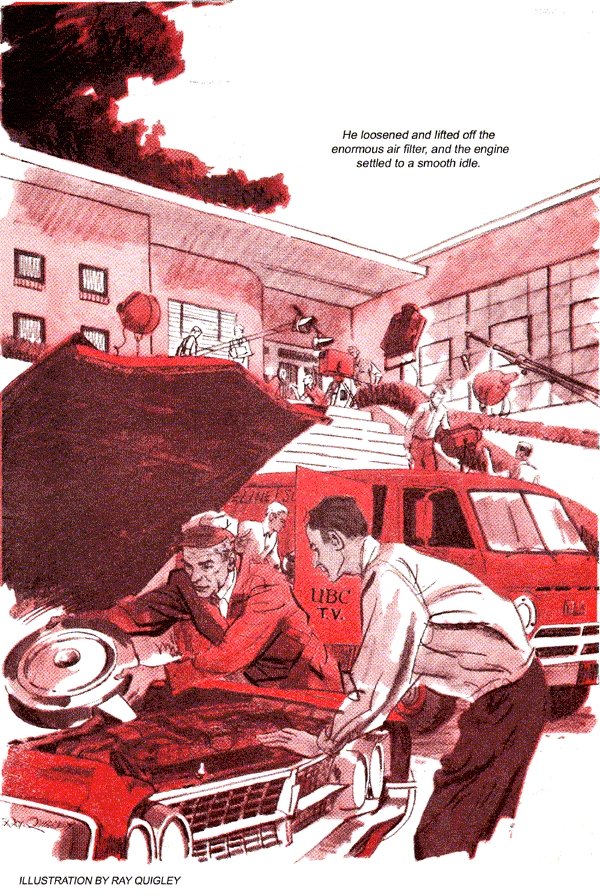 He loosened and lifted off the
enormous air filter, and the engine
settled to a smooth idle.
UBC
T.V.
ILLUSTRATION BY RAY QUIGLEY